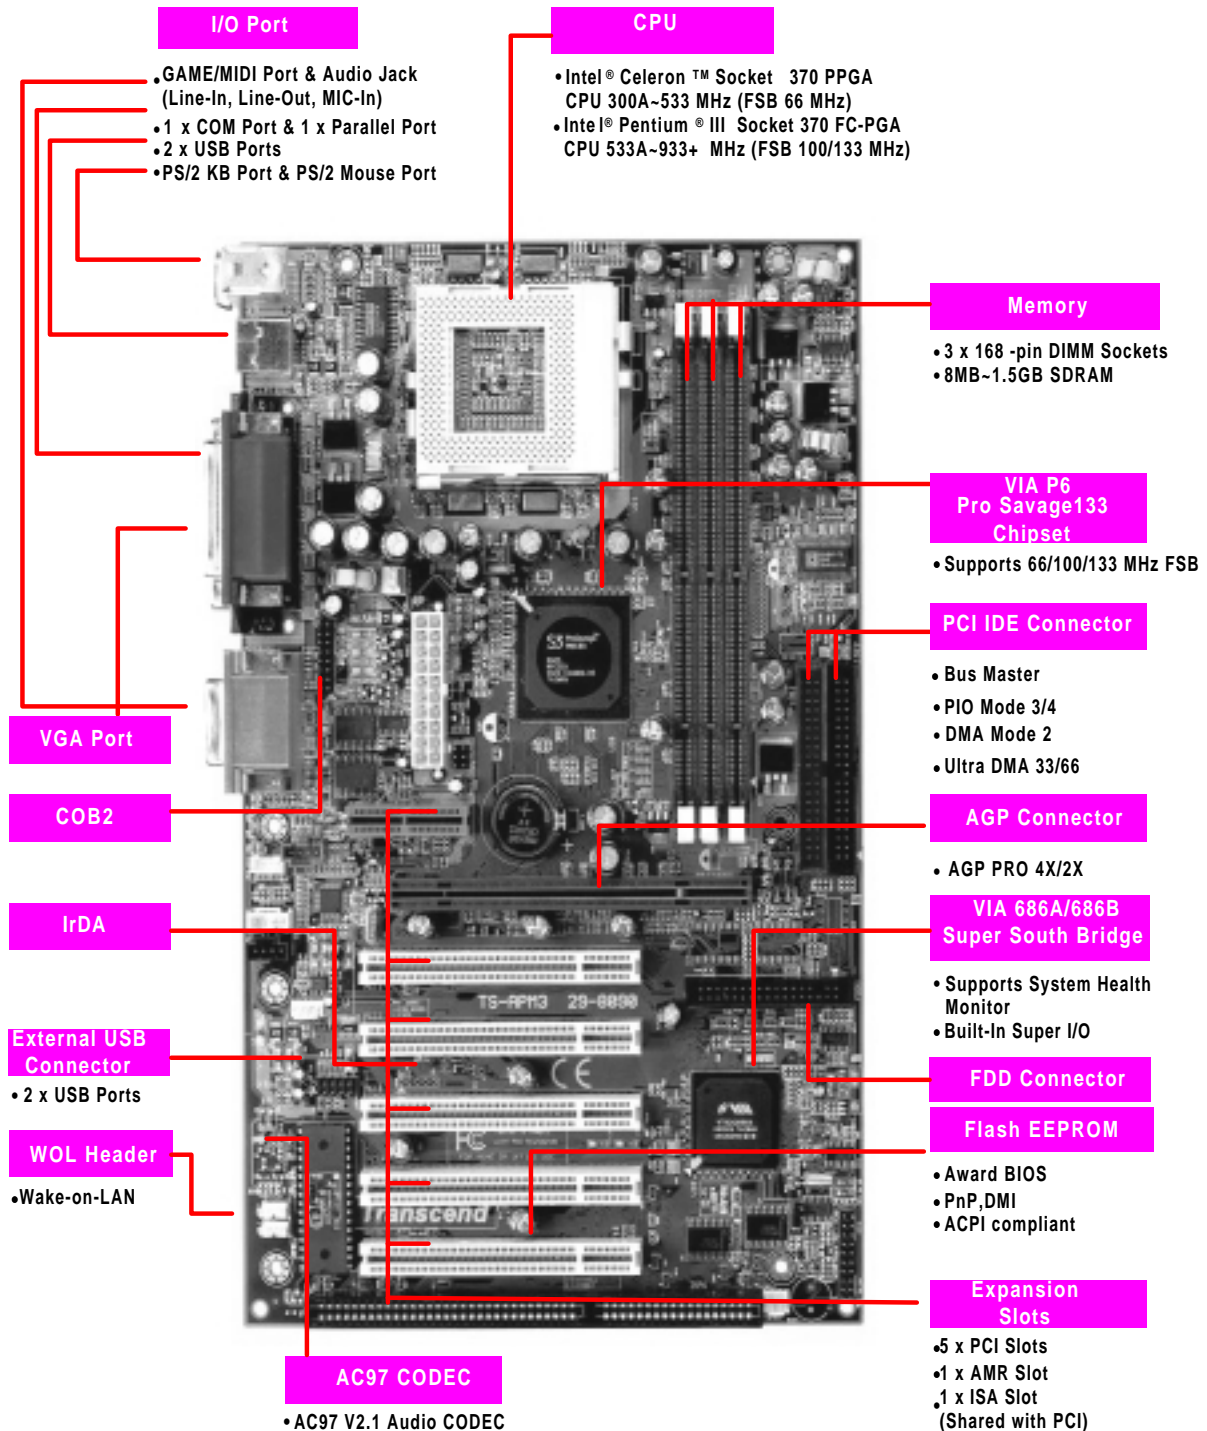 I/O Port
•GAME/MIDI Port & Audio Jack
(Line-In, Line-Out, MIC-In)
•1 x COM Port & 1 x Parallel Port
•2 x USB Ports
•PS/2 KB Port & PS/2 Mouse Port
CPU
•Intel® Celeron ™ Socket 370 PPGA
CPU 300A~533 MHz (FSB 66 MHz)
•Intel® Pentium ® III Socket 370 FC-PGA
CPU 533A~933+ MHz (FSB 100/133 MHz)
Memory
•3 x 168 -pin DIMM Sockets
•8MB~1.5GB SDRAM
VIA P6
Pro Savage133
Chipset
•Supports 66/100/133 MHz FSB
PCI IDE Connector
•Bus Master
•PIO Mode 3/4
•DMA Mode 2
•Ultra DMA 33/66
VGA Port
COB2
AGP Connector
•AGP PRO 4X/2X
IrDA
VIA 686A/686B
Super South Bridge
•Supports System Health
Monitor
•Built-In Super I/O
TS-APM3 29-8090
External USB
Connector
•2 x USB Ports
FDD Connector
CE
VIA
Flash EEPROM
•Award BIOS
•PnP,DMI
•ACPI compliant
WOL Header
•Wake-on-LAN
FC
Transcend
Expansion
Slots
•5 x PCI Slots
•1 x AMR Slot
•1 x ISA Slot
(Shared with PCI)
AC97 CODEC
•AC97 V2.1 Audio CODEC
S3